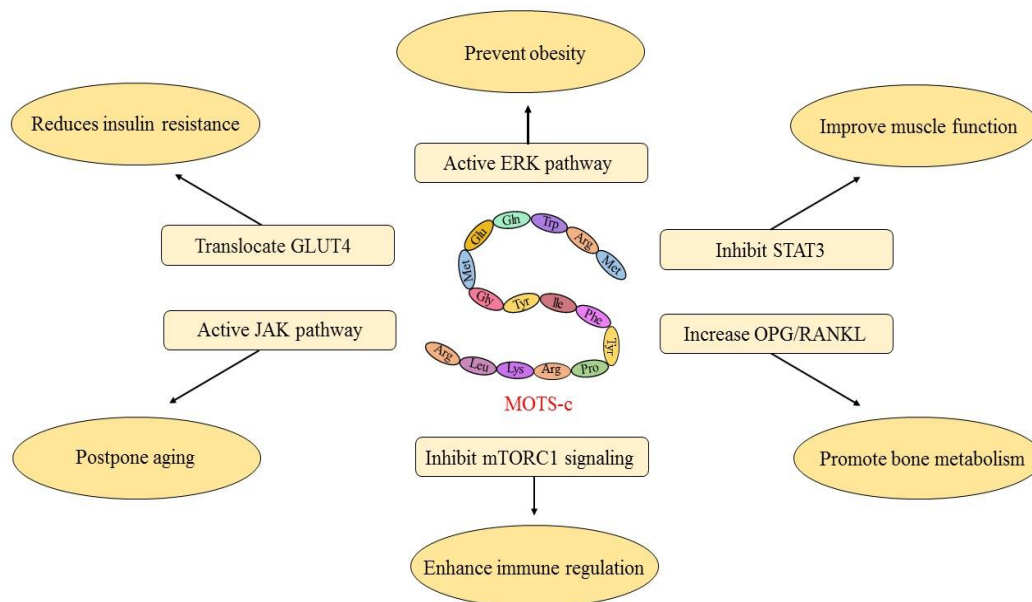 Prevent obesity
Reduces insulin resistance
Improve muscle function
Active ERK pathway
Translocate GLUT4
Inhibit STAT3
Met
Arg
Trp
Gln
Glu
Met
Gly
Tyr
Ile
Phe
Tyr
Pro
Arg
Lys
Leu
Arg
MOTS-c
Active JAK pathway
Increase OPG/RANKL
Postpone aging
Inhibit mTORC1 signaling
Promote bone metabolism
Enhance immune regulation